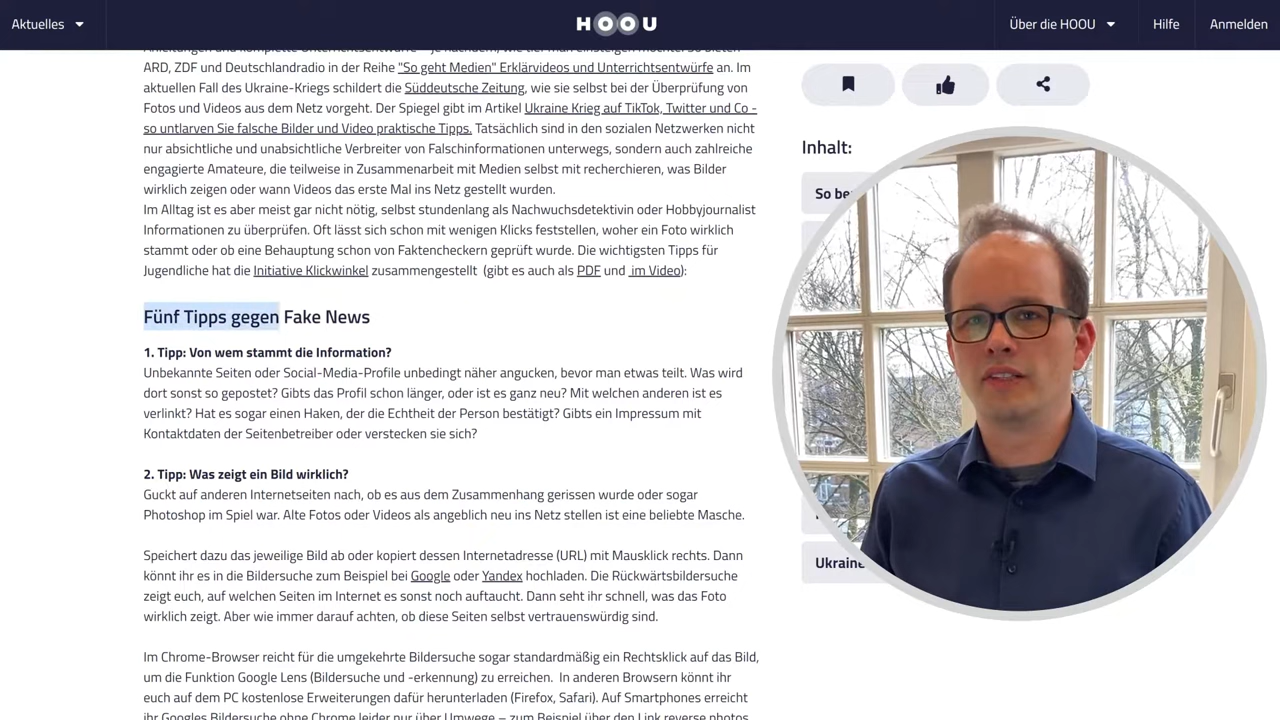 Aktuelles
HOOU
Über die HOOU
Hilfe
Anmelden
ARD, ZDF und Deutschlandradio in der Reihe "So geht Medien" Erklärvideos und Unterrichtsentwürfe an. Im
aktuellen Fall des Ukraine-Kriegs schildert die Süddeutsche Zeitung, wie sie selbst bei der Überprüfung von
Fotos und Videos aus dem Netz vorgeht. Der Spiegel gibt im Artikel Ukraine Krieg auf TikTok, Twitter und Co -
so untlarven Sie falsche Bilder und Video praktische Tipps. Tatsächlich sind in den sozialen Netzwerken nicht
nur absichtliche und unabsichtliche Verbreiter von Falschinformationen unterwegs, sondern auch zahlreiche
engagierte Amateure, die teilweise in Zusammenarbeit mit Medien selbst mit recherchieren, was Bilder
wirklich zeigen oder wann Videos das erste Mal ins Netz gestellt wurden.
Im Alltag ist es aber meist gar nicht nötig, selbst stundenlang als Nachwuchsdetektivin oder Hobbyjournalist
Informationen zu überprüfen. Oft lässt sich schon mit wenigen Klicks feststellen, woher ein Foto wirklich
stammt oder ob eine Behauptung schon von Faktencheckern geprüft wurde. Die wichtigsten Tipps für
Jugendliche hat die Initiative Klickwinkel zusammengestellt (gibt es auch als PDF und im Video):
Fünf Tipps gegen Fake News
1. Tipp: Von wem stammt die Information?
Unbekannte Seiten oder Social-Media-Profile unbedingt näher angucken, bevor man etwas teilt. Was wird
dort sonst so gepostet? Gibts das Profil schon länger, oder ist es ganz neu? Mit welchen anderen ist es
verlinkt? Hat es sogar einen Haken, der die Echtheit der Person bestätigt? Gibts ein Impressum mit
Kontaktdaten der Seitenbetreiber oder verstecken sie sich?
2. Tipp: Was zeigt ein Bild wirklich?
Guckt auf anderen Internetseiten nach, ob es aus dem Zusammenhang gerissen wurde oder sogar
Photoshop im Spiel war. Alte Fotos oder Videos als angeblich neu ins Netz stellen ist eine beliebte Masche.
Speichert dazu das jeweilige Bild ab oder kopiert dessen Internetadresse (URL) mit Mausklick rechts. Dann
könnt ihr es in die Bildersuche zum Beispiel bei Google oder Yandex hochladen. Die Rückwärtsbildersuche
zeigt euch, auf welchen Seiten im Internet es sonst noch auftaucht. Dann seht ihr schnell, was das Foto
wirklich zeigt. Aber wie immer darauf achten, ob diese Seiten selbst vertrauenswürdig sind.
Im Chrome-Browser reicht für die umgekehrte Bildersuche sogar standardmäßig ein Rechtsklick auf das Bild,
um die Funktion Google Lens (Bildersuche und -erkennung) zu erreichen. In anderen Browsern könnt ihr
euch auf dem PC kostenlose Erweiterungen dafür herunterladen (Firefox, Safari). Auf Smartphones erreicht
ihr Googles Bildersuche ohne Chrome leider nur über Umwege – zum Beispiel über den Link reverse photos
Inhalt:
So be
Ukraine